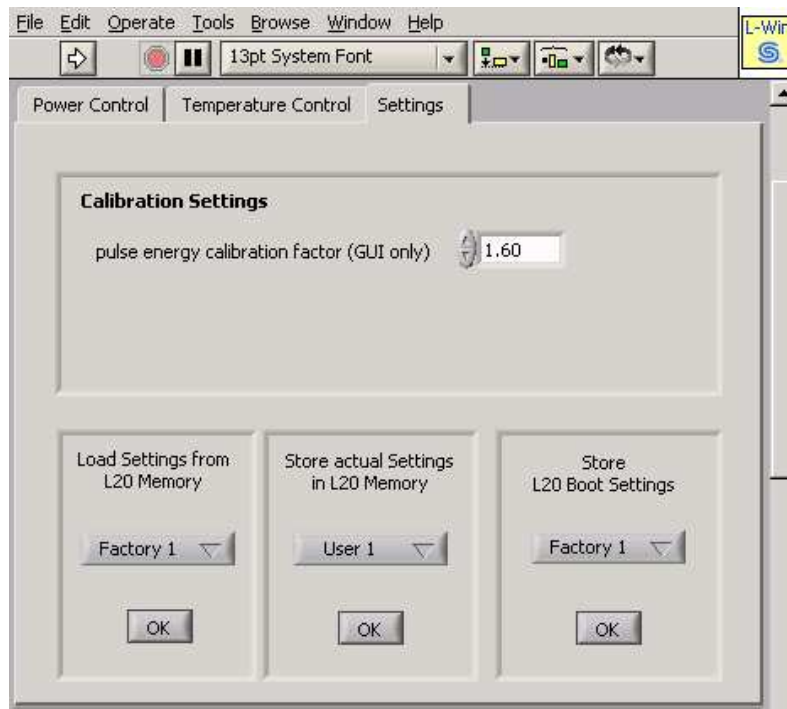 File Edit Operate Tools Browse Window Help
13pt System Font
L-Win
Power Control Temperature Control Settings
Calibration Settings
pulse energy calibration factor (GUI only) 1.60
Load Settings from
L20 Memory
Factory 1
OK
Store actual Settings
in L20 Memory
User 1
OK
Store
L20 Boot Settings
Factory 1
OK